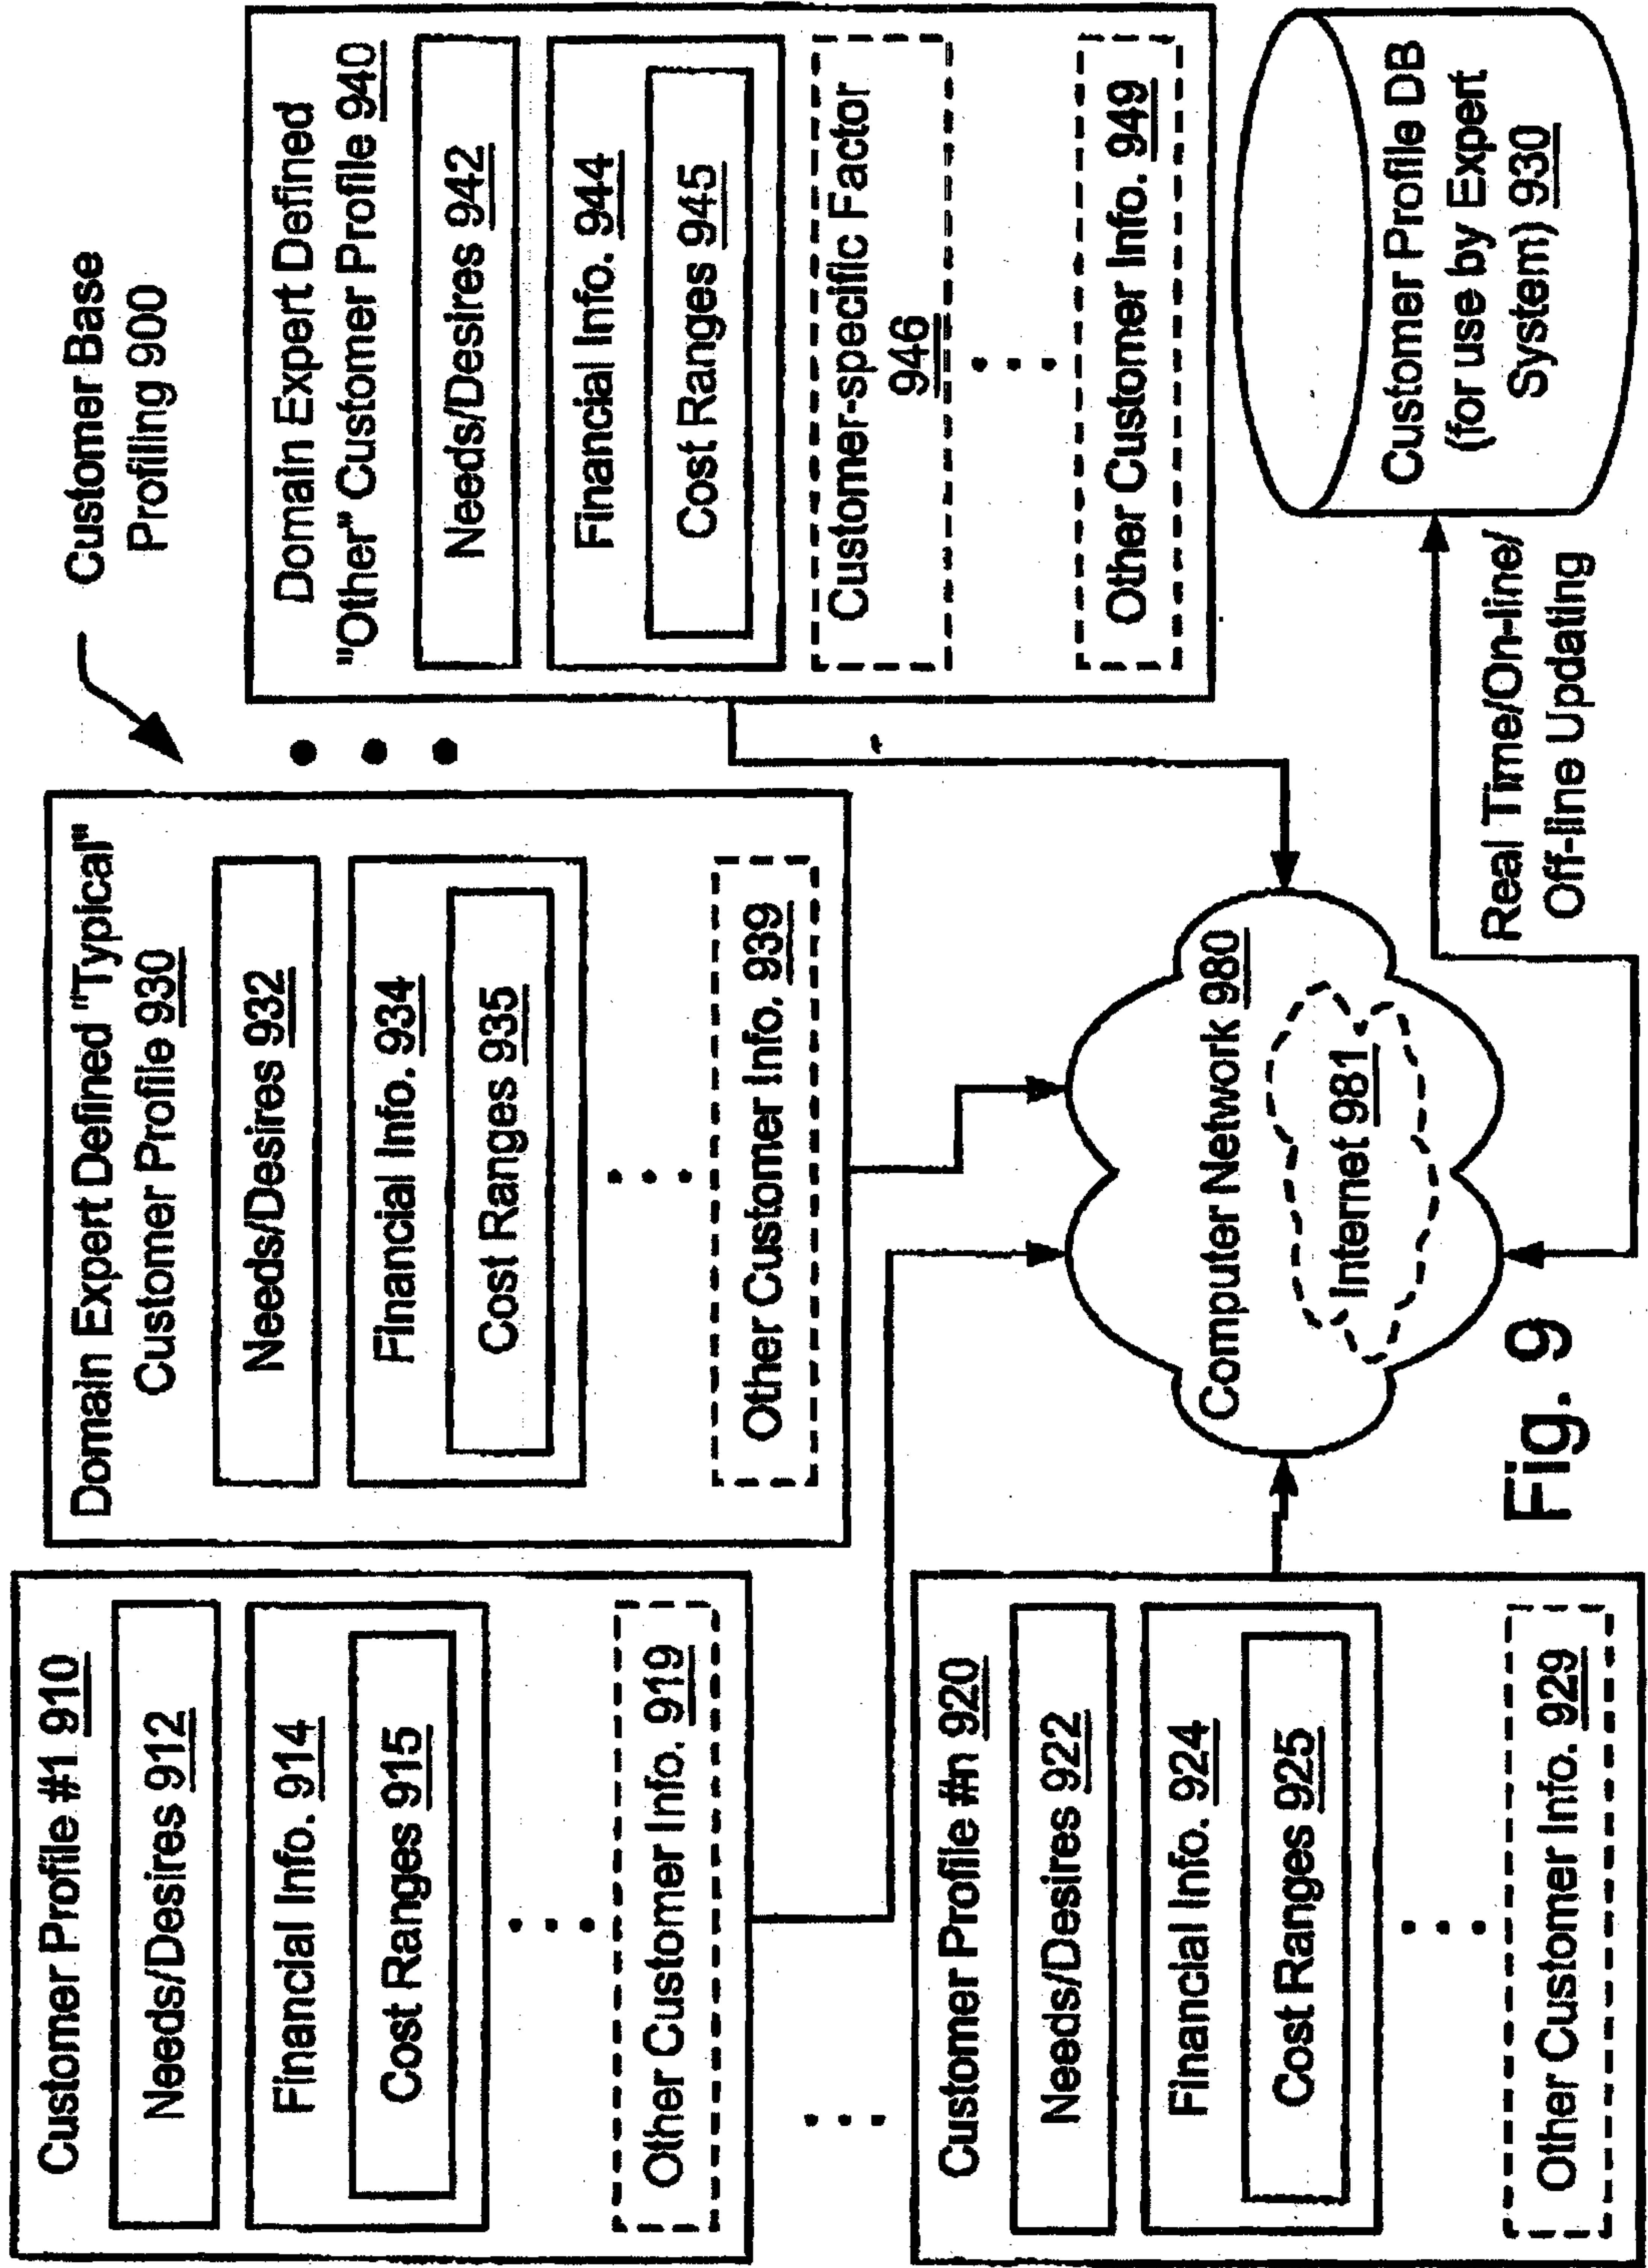 Customer Base
Profiling 900
Customer Profile #1 910
Needs/Desires 912
Financial Info. 914
Cost Ranges 915
Other Customer Info. 919
Domain Expert Defined "Typical"
Customer Profile 930
Needs/Desires 932
Financial Info. 934
Cost Ranges 935
Other Customer Info. 939
Domain Expert Defined
"Other" Customer Profile 940
Needs/Desires 942
Financial Info. 944
Cost Ranges 945
Customer-specific Factor
946
Other Customer Info. 949
Customer Profile #n 920
Needs/Desires 922
Financial Info. 924
Cost Ranges 925
Other Customer Info. 929
Computer Network 980
Internet 981
Real Time/On-line/
Off-line Updating
Customer Profile DB
(for use by Expert
System) 930
Fig. 9